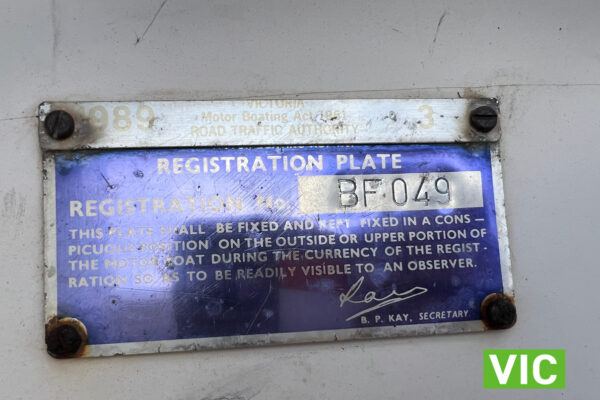 VICTORIA
1989 Motor Boating Act 1961 3
ROAD TRAFFIC AUTHORITY
REGISTRATION PLATE
REGISTRATION No. BF 049
THIS PLATE SHALL BE FIXED AND KEPT FIXED IN A CONS –
PICUOUS POSITION ON THE OUTSIDE OR UPPER PORTION OF
THE MOTOR BOAT DURING THE CURRENCY OF THE REGIST -
RATION SO AS TO BE READILY VISIBLE TO AN OBSERVER.
B. P. KAY, SECRETARY
VIC